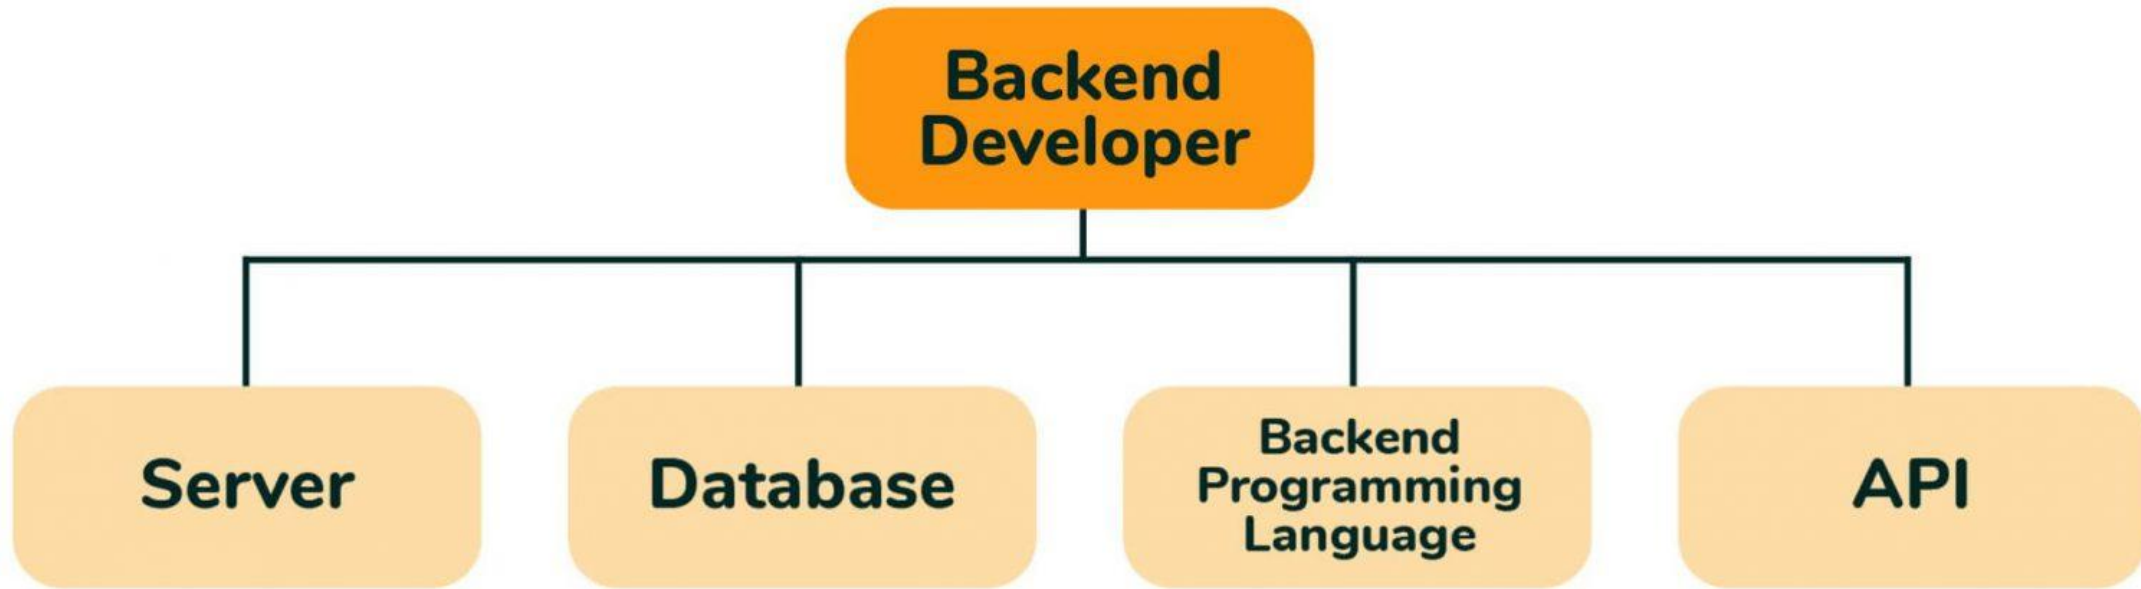 Backend
Developer
Server
Database
Backend
Programming
Language
API